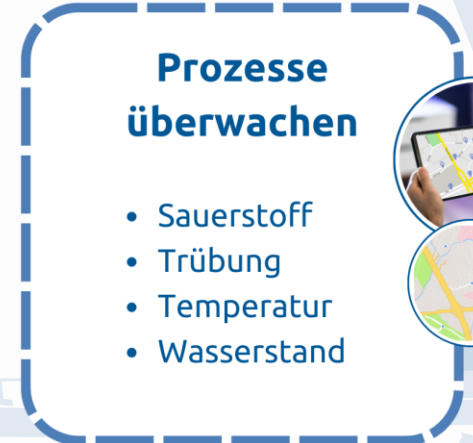 Prozesse
überwachen
• Sauerstoff
• Trübung
• Temperatur
• Wasserstand